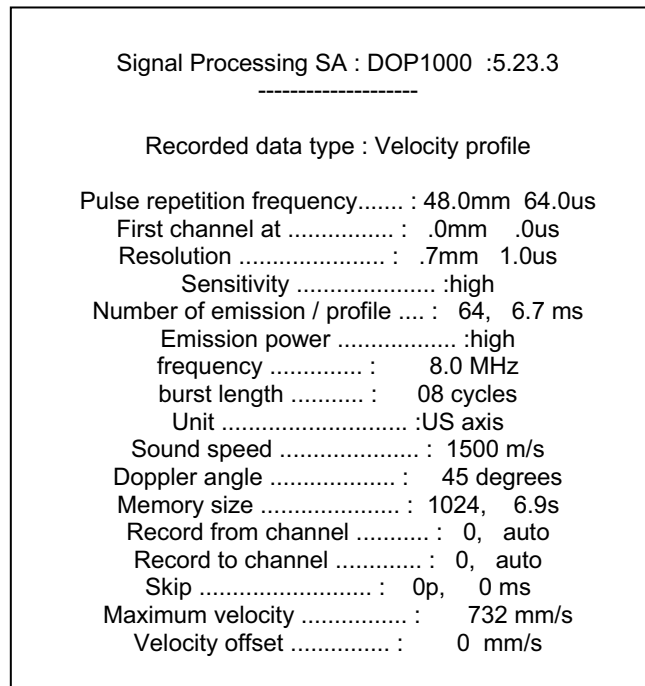 Signal Processing SA : DOP1000 :5.23.3
--------------------
Recorded data type : Velocity profile
Pulse repetition frequency....... : 48.0mm 64.0us
First channel at ................ : .0mm .0us
Resolution ...................... : .7mm 1.0us
Sensitivity ..................... :high
Number of emission / profile .... : 64, 6.7 ms
Emission power .................. :high
frequency .............. : 8.0 MHz
burst length ........... : 08 cycles
Unit ............................ :US axis
Sound speed ..................... : 1500 m/s
Doppler angle ................... : 45 degrees
Memory size ..................... : 1024, 6.9s
Record from channel ........... : 0, auto
Record to channel ............. : 0, auto
Skip .......................... : 0p, 0 ms
Maximum velocity ................ : 732 mm/s
Velocity offset ............... : 0 mm/s